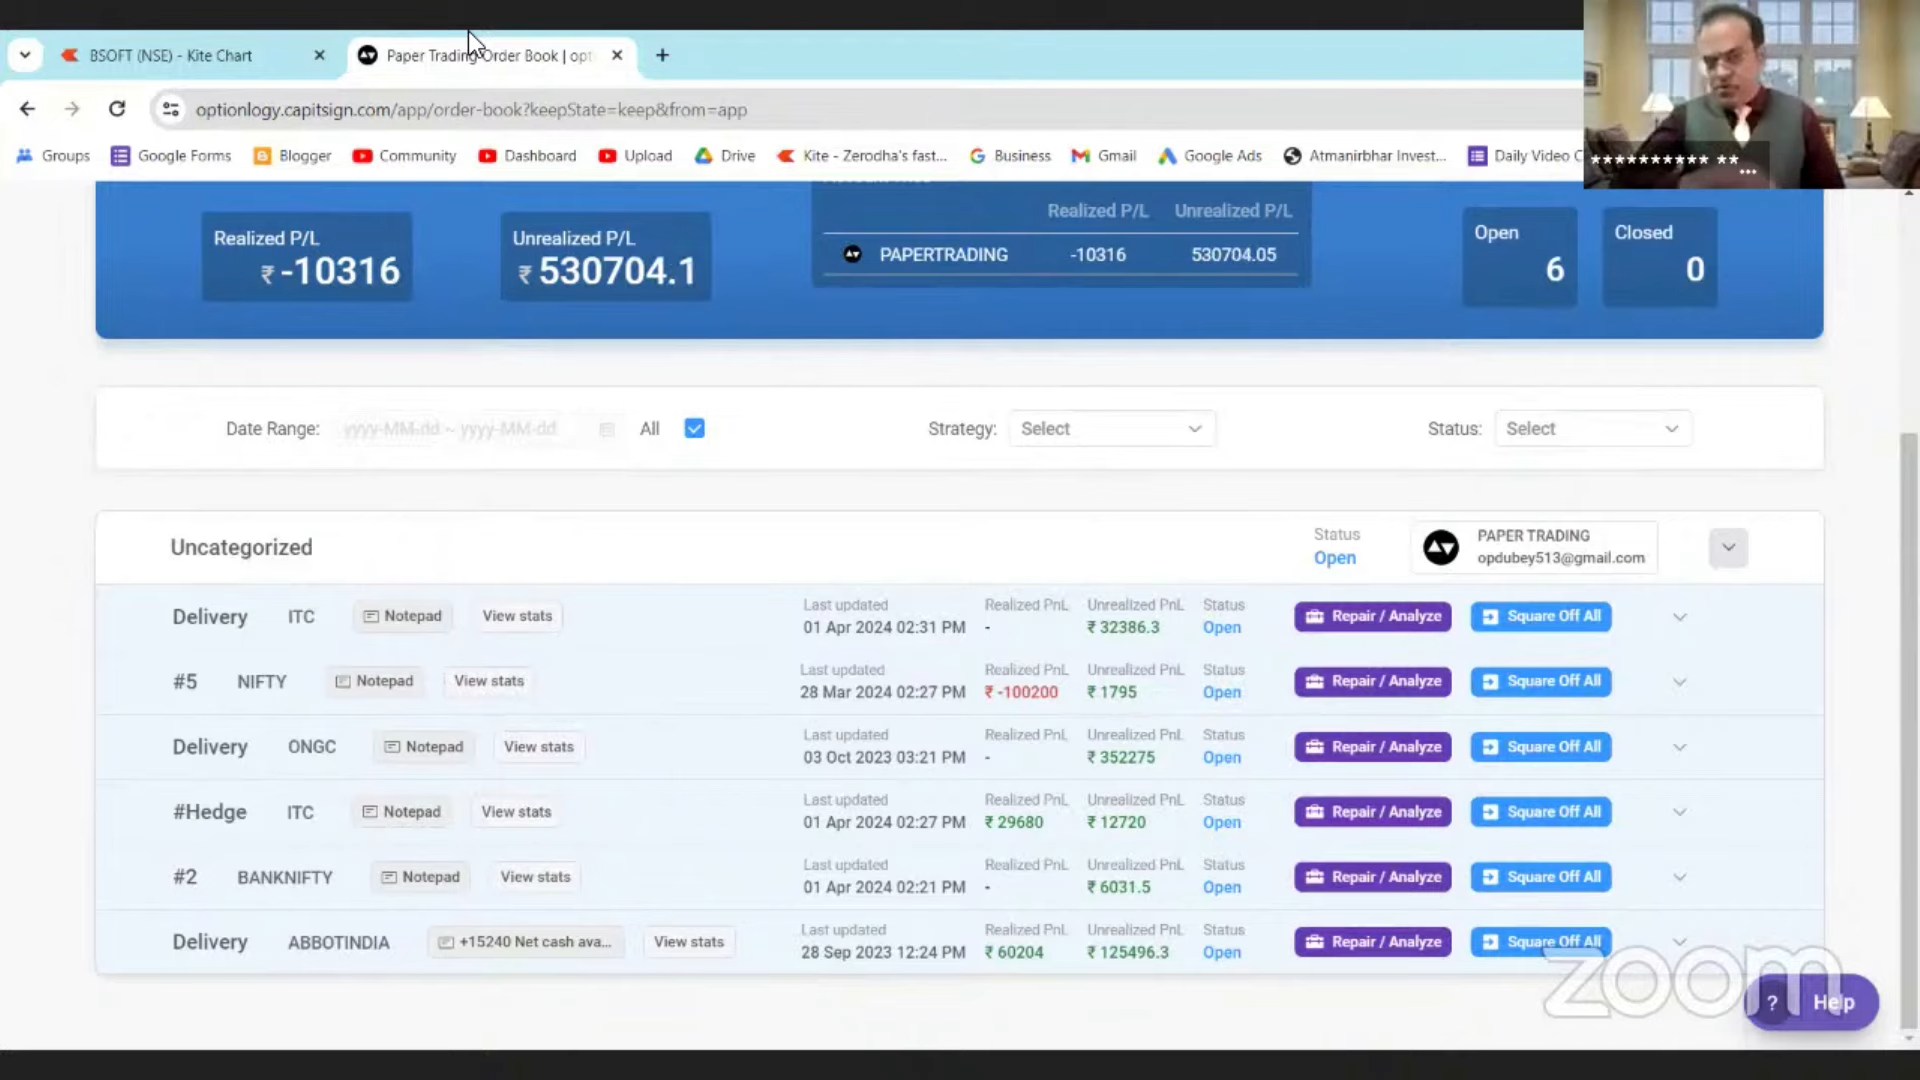 BSOFT (NSE) - Kite Chart
Paper Trading Order Book | opt
optionlogy.capitsign.com/app/order-book?keepState=keep&from=app
Groups Google Forms Blogger Community Dashboard Upload Drive Kite - Zerodha's fast... Business Gmail Google Ads Atmanirbhar Invest... Daily Video C
********** **
...
Realized P/L Unrealized P/L
Realized P/L
₹ -10316
Unrealized P/L
₹ 530704.1
PAPERTRADING -10316 530704.05
Open
6
Closed
0
Date Range: yyyy-MM-dd ~ yyyy-MM-dd All Strategy: Select Status: Select
Uncategorized
Status
Open
PAPER TRADING
opdubey513@gmail.com
Last updated Realized PnL Unrealized PnL Status
Delivery ITC Notepad View stats 01 Apr 2024 02:31 PM - ₹ 32386.3 Open Repair / Analyze Square Off All
Last updated Realized PnL Unrealized PnL Status
#5 NIFTY Notepad View stats 28 Mar 2024 02:27 PM ₹ -100200 ₹ 1795 Open Repair / Analyze Square Off All
Last updated Realized PnL Unrealized PnL Status
Delivery ONGC Notepad View stats 03 Oct 2023 03:21 PM - ₹ 352275 Open Repair / Analyze Square Off All
Last updated Realized PnL Unrealized PnL Status
#Hedge ITC Notepad View stats 01 Apr 2024 02:27 PM ₹ 29680 ₹ 12720 Open Repair / Analyze Square Off All
Last updated Realized PnL Unrealized PnL Status
#2 BANKNIFTY Notepad View stats 01 Apr 2024 02:21 PM - ₹ 6031.5 Open Repair / Analyze Square Off All
Last updated Realized PnL Unrealized PnL Status
Delivery ABBOTINDIA +15240 Net cash ava... View stats 28 Sep 2023 12:24 PM ₹ 60204 ₹ 125496.3 Open Repair / Analyze Square Off All
zoom
? Help